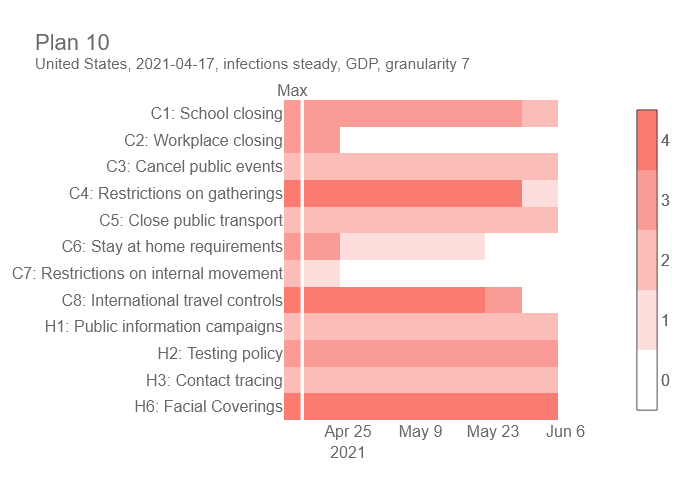 Plan 10
United States, 2021-04-17, infections steady, GDP, granularity 7
Max
C1: School closing
C2: Workplace closing
C3: Cancel public events
C4: Restrictions on gatherings
C5: Close public transport
C6: Stay at home requirements
C7: Restrictions on internal movement
C8: International travel controls
H1: Public information campaigns
H2: Testing policy
H3: Contact tracing
H6: Facial Coverings
Apr 25 May 9 May 23 Jun 6
2021
4
3
2
1
0